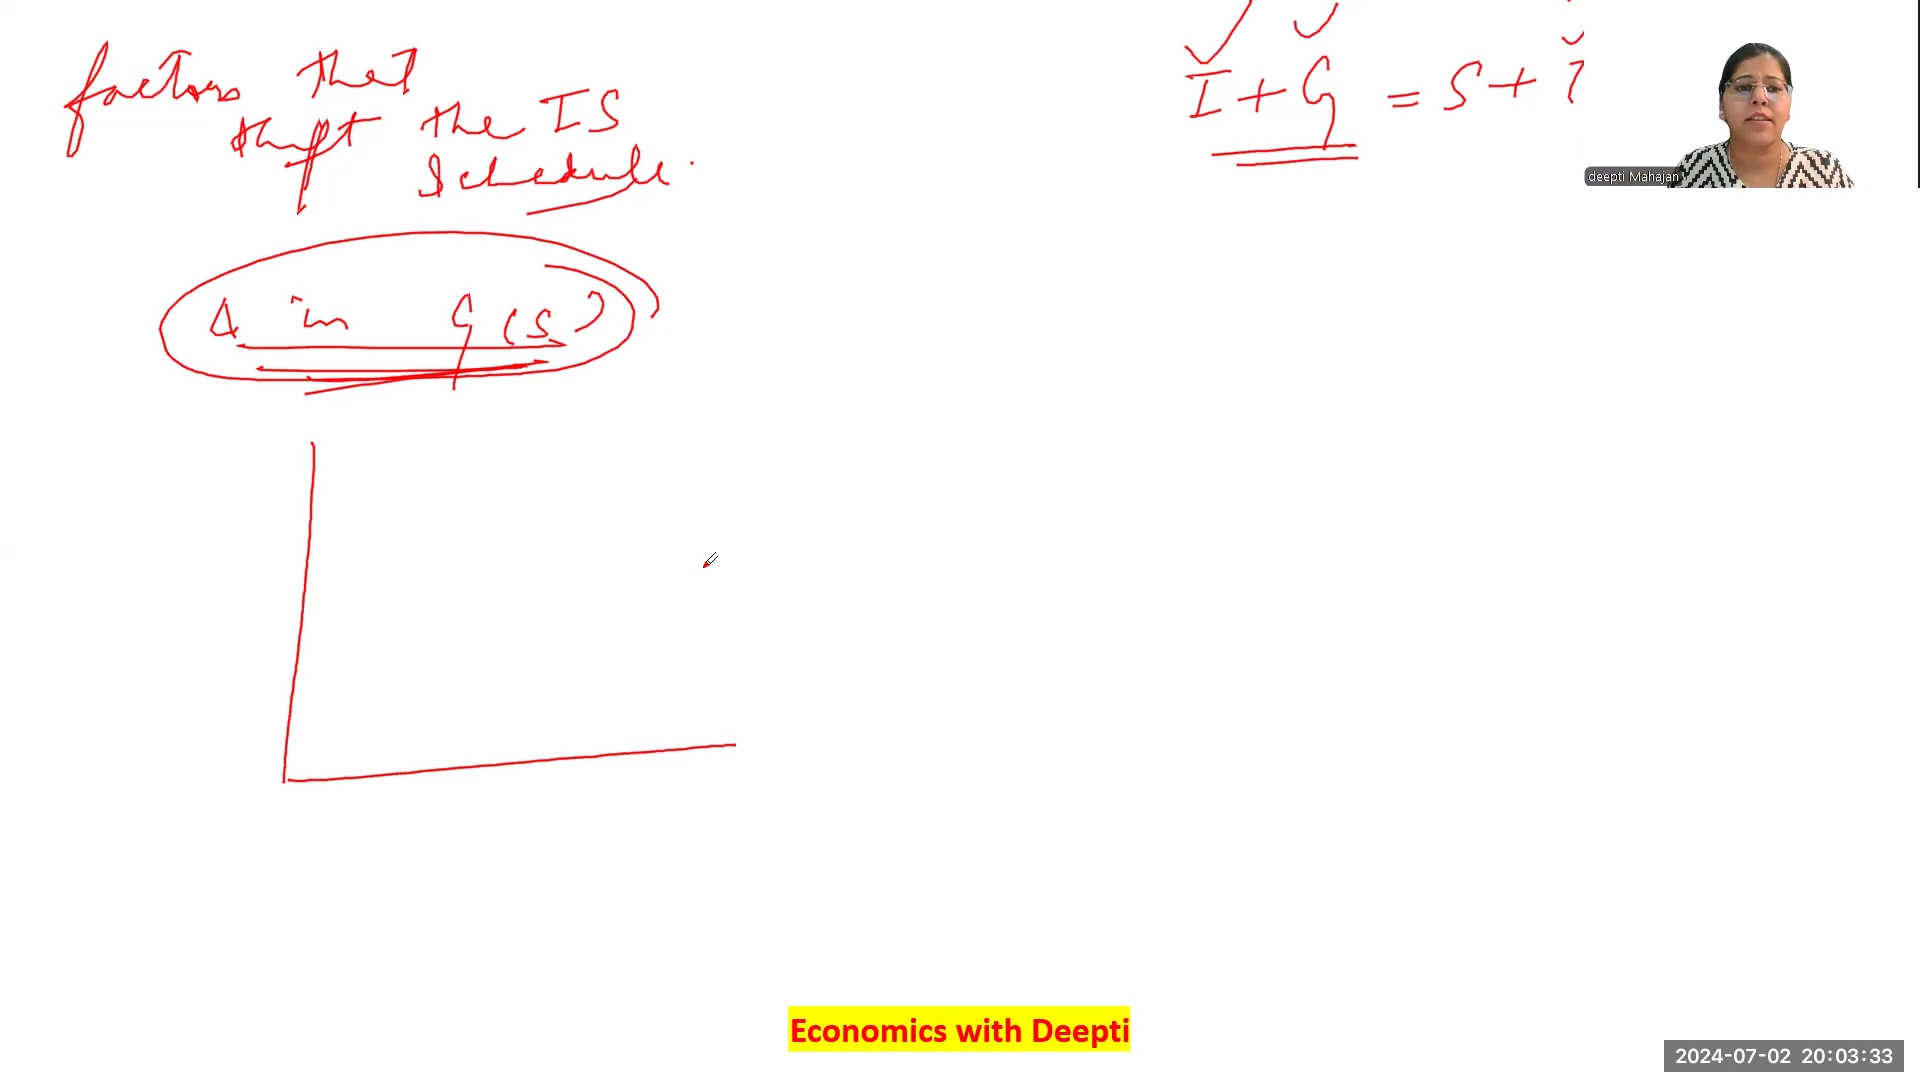 factors that
shift the IS
Schedule.
I + G = S +
deepti Mahajan
Δ in G (S)
Economics with Deepti
2024-07-02 20:03:33